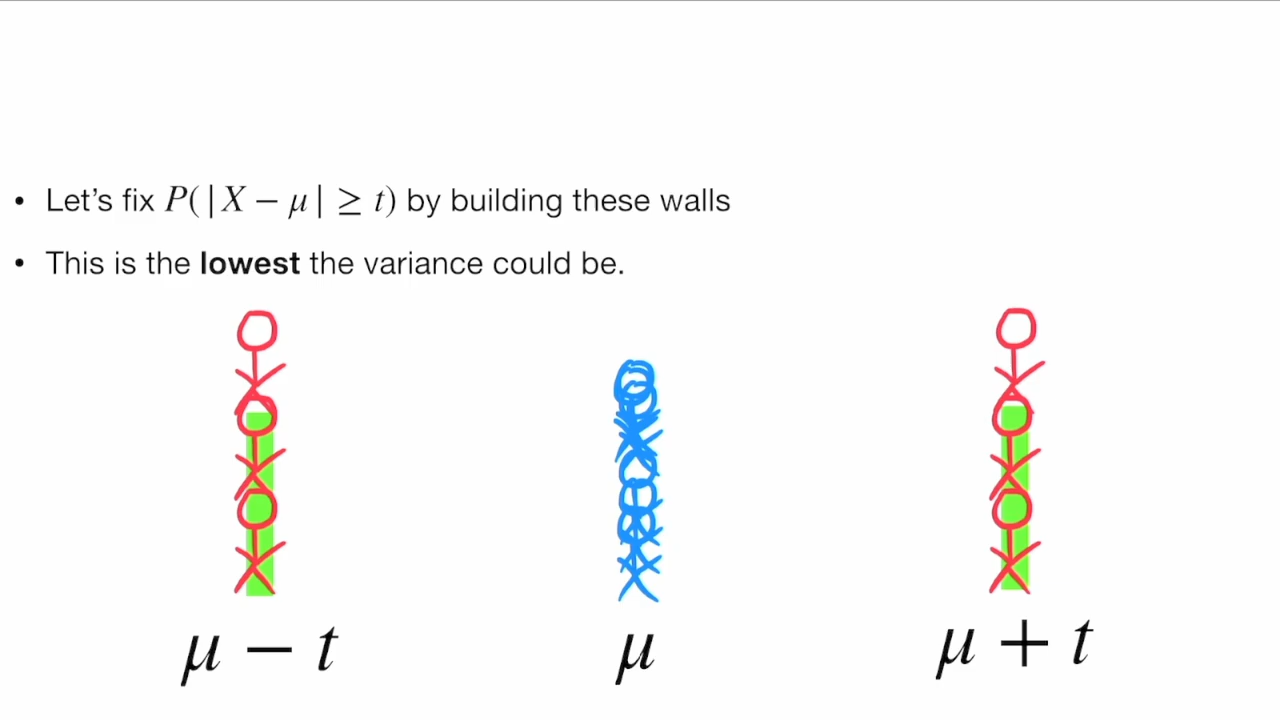 • Let's fix P(|X − μ| ≥ t) by building these walls
• This is the lowest the variance could be.
μ − t μ μ + t